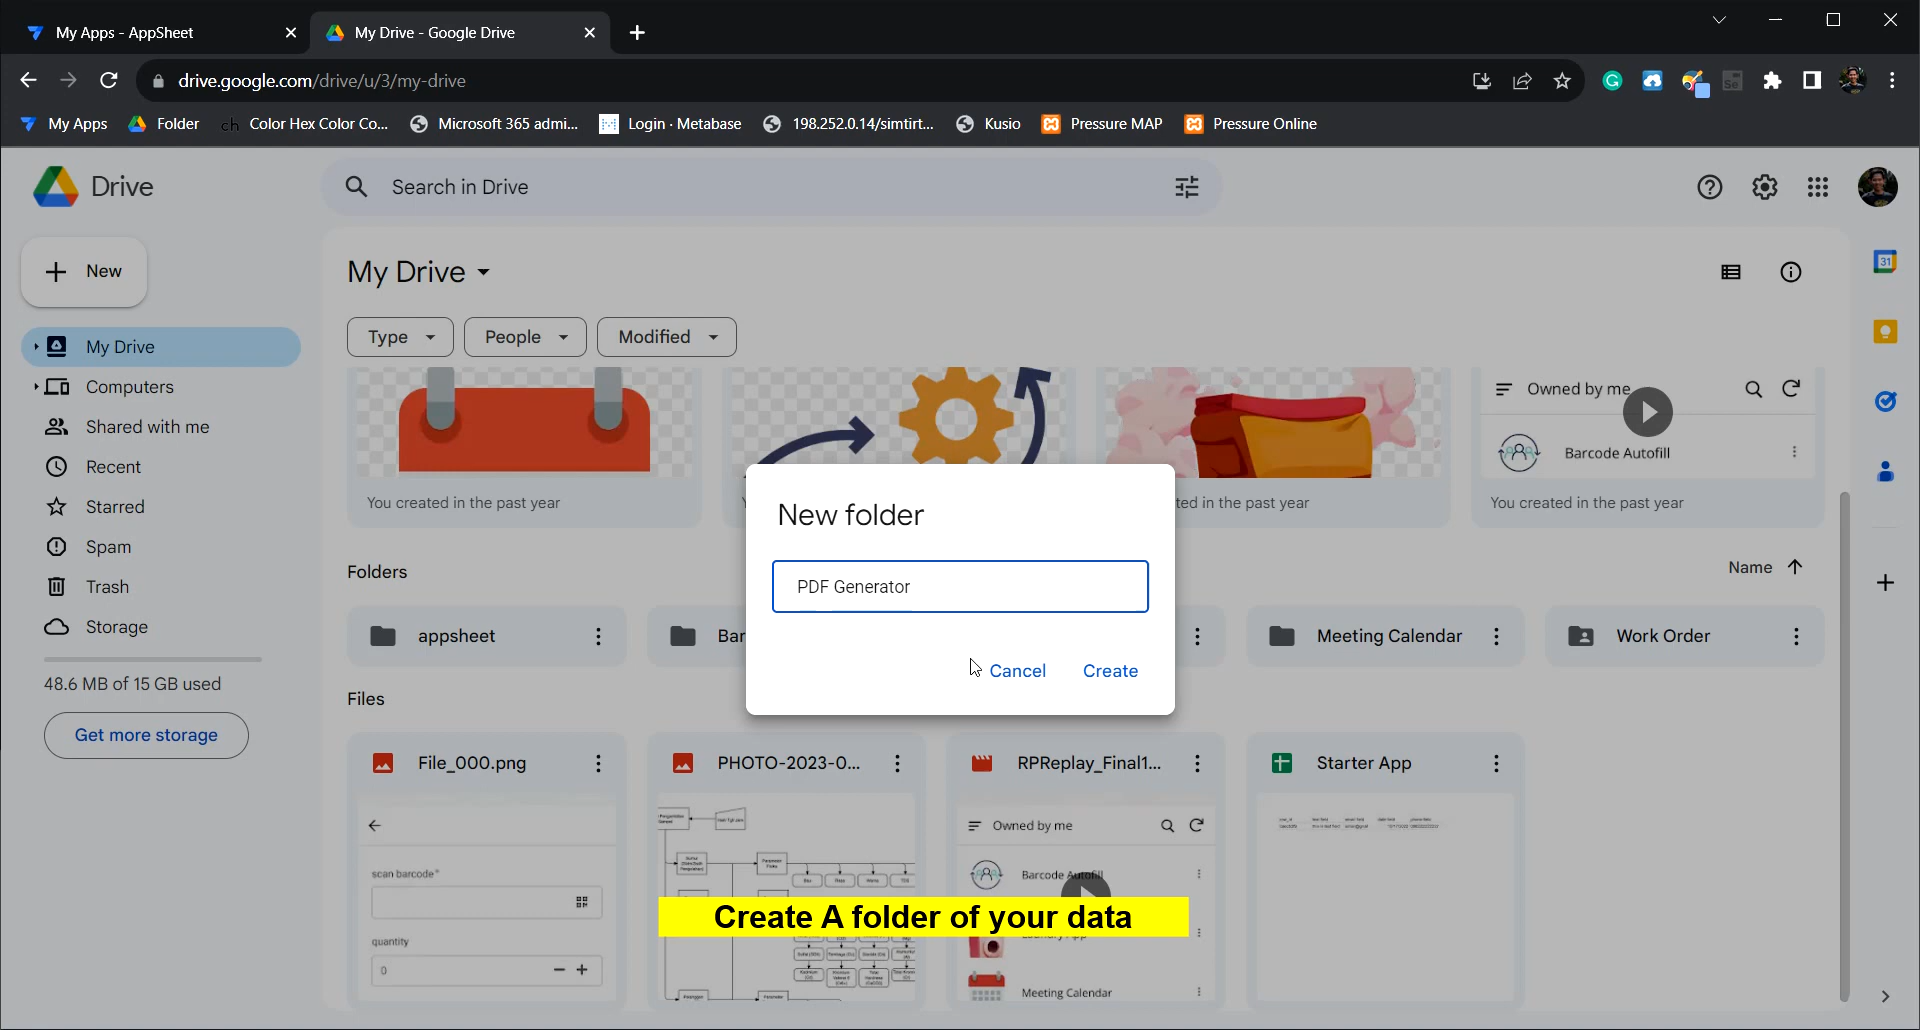 My Apps - AppSheet
My Drive - Google Drive
drive.google.com/drive/u/3/my-drive
My Apps
Folder
Color Hex Color Co...
Microsoft 365 admi...
Login · Metabase
198.252.0.14/simtirt...
Kusio
Pressure MAP
Pressure Online
Drive
Search in Drive
New
My Drive
Type
People
Modified
My Drive
Computers
Shared with me
Recent
Starred
Spam
Trash
Storage
48.6 MB of 15 GB used
Get more storage
Owned by me
Barcode Autofill
You created in the past year
ted in the past year
You created in the past year
New folder
PDF Generator
Cancel
Create
Folders
Name
appsheet
Bar
Meeting Calendar
Work Order
Files
File_000.png
PHOTO-2023-0...
RPReplay_Final1...
Starter App
scan barcode*
quantity
0
Owned by me
Barcode Autofill
Meeting Calendar
Create A folder of your data
31